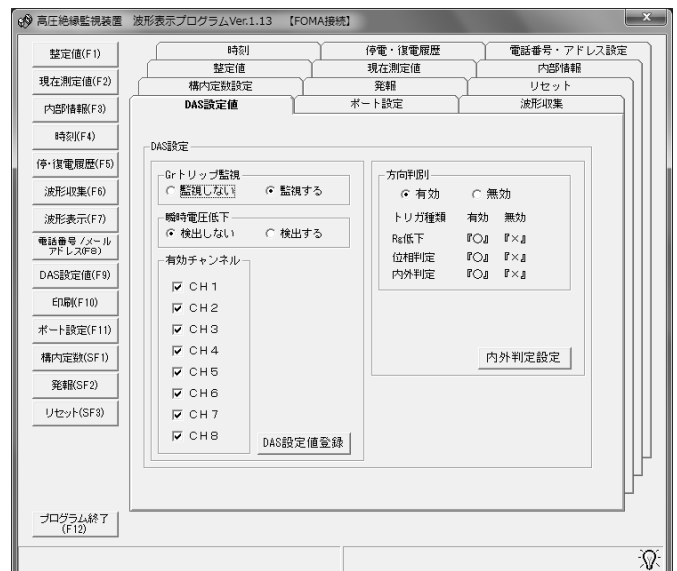 高圧絶縁監視装置 波形表示プログラムVer.1.13 【FOMA接続】
整定値(F1)
現在測定値(F2)
内部情報(F3)
時刻(F4)
停・復電履歴(F5)
波形収集(F6)
波形表示(F7)
電話番号/メール
アドレス(F8)
DAS設定値(F9)
印刷(F10)
ポート設定(F11)
構内定数(SF1)
発報(SF2)
リセット(SF3)
プログラム終了
(F12)
時刻 停電・復電履歴 電話番号・アドレス設定
整定値 現在測定値 内部情報
構内定数設定 発報 リセット
DAS設定値 ポート設定 波形収集
DAS設定
Grトリップ監視
監視しない 監視する
瞬時電圧低下
検出しない 検出する
有効チャンネル
CH1
CH2
CH3
CH4
CH5
CH6
CH7
CH8
DAS設定値登録
方向判別
有効 無効
トリガ種類 有効 無効
Rg低下 『○』 『×』
位相判定 『○』 『×』
内外判定 『○』 『×』
内外判定設定